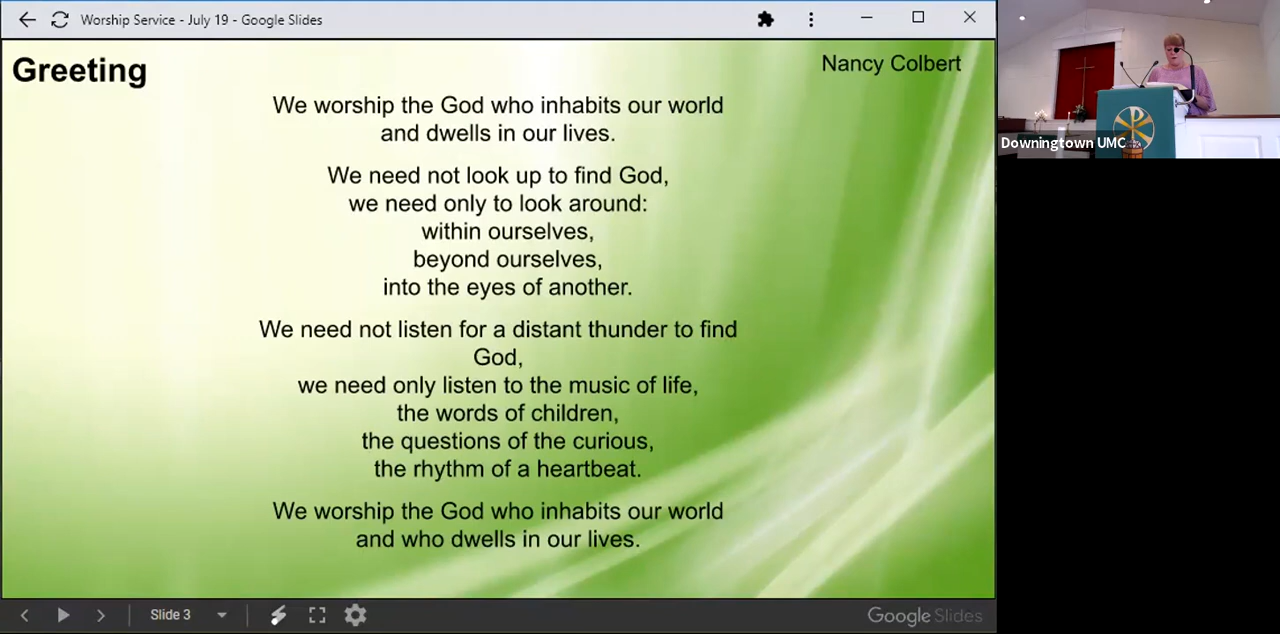 Worship Service - July 19 - Google Slides
Greeting
Nancy Colbert
We worship the God who inhabits our world
and dwells in our lives.
We need not look up to find God,
we need only to look around:
within ourselves,
beyond ourselves,
into the eyes of another.
We need not listen for a distant thunder to find
God,
we need only listen to the music of life,
the words of children,
the questions of the curious,
the rhythm of a heartbeat.
We worship the God who inhabits our world
and who dwells in our lives.
Downingtown UMC
Slide 3
Google Slides